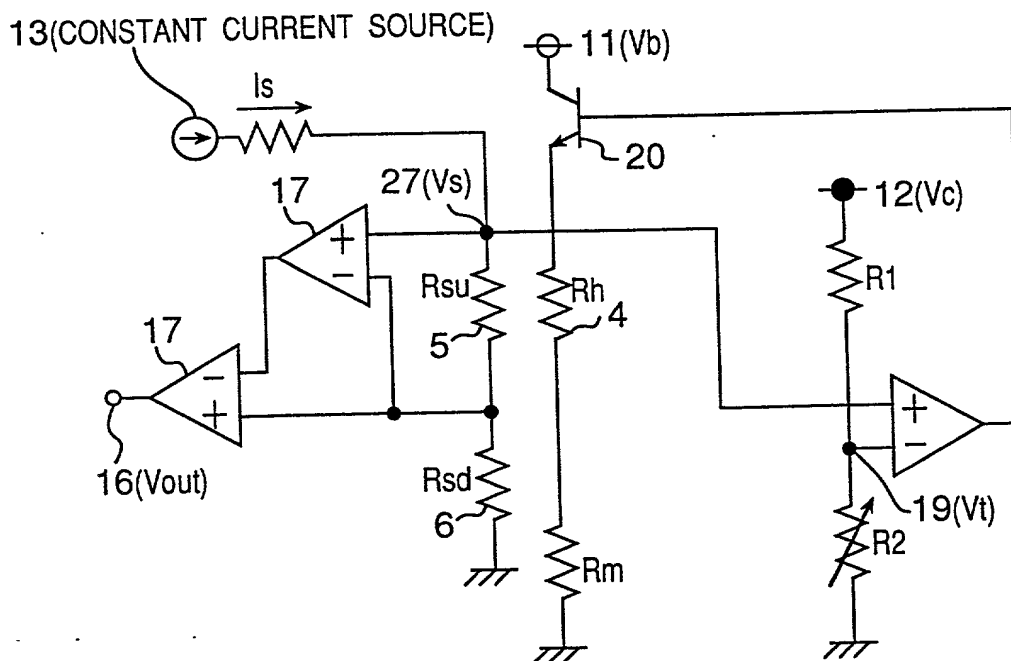 13(CONSTANT CURRENT SOURCE)
11(Vb)
Is
20
27(Vs)
12(Vc)
17
+
−
Rsu
5
Rh
4
R1
17
−
+
+
−
16(Vout)
Rsd
6
19(Vt)
Rm
R2